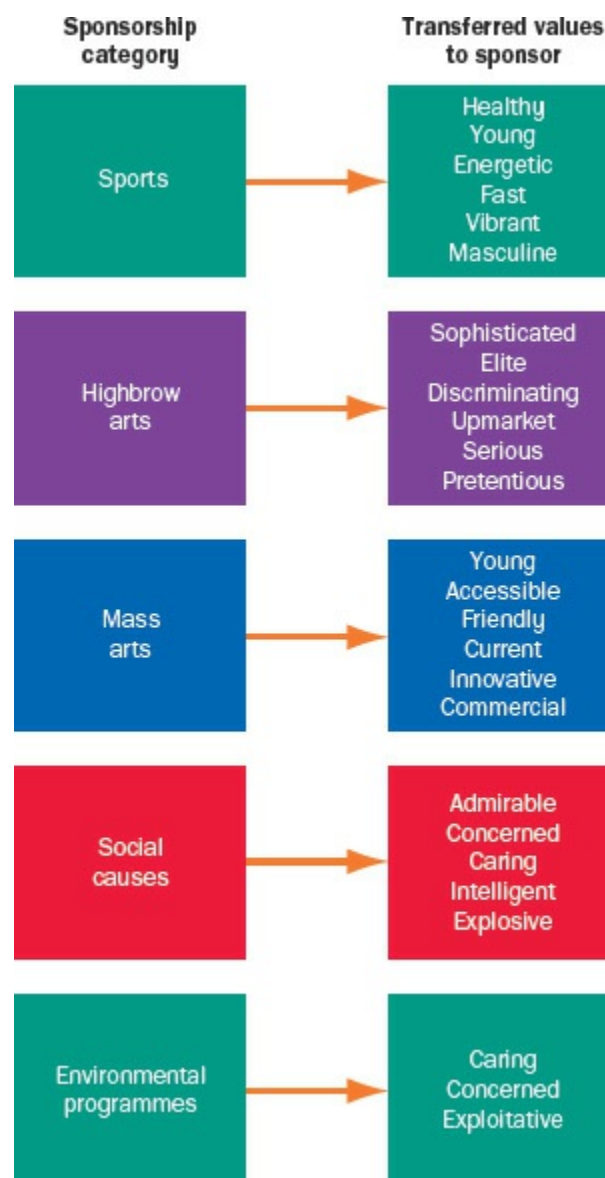 Sponsorship
category
Transferred values
to sponsor
Sports
Healthy
Young
Energetic
Fast
Vibrant
Masculine
Highbrow
arts
Sophisticated
Elite
Discriminating
Upmarket
Serious
Pretentious
Mass
arts
Young
Accessible
Friendly
Current
Innovative
Commercial
Social
causes
Admirable
Concerned
Caring
Intelligent
Explosive
Environmental
programmes
Caring
Concerned
Exploitative